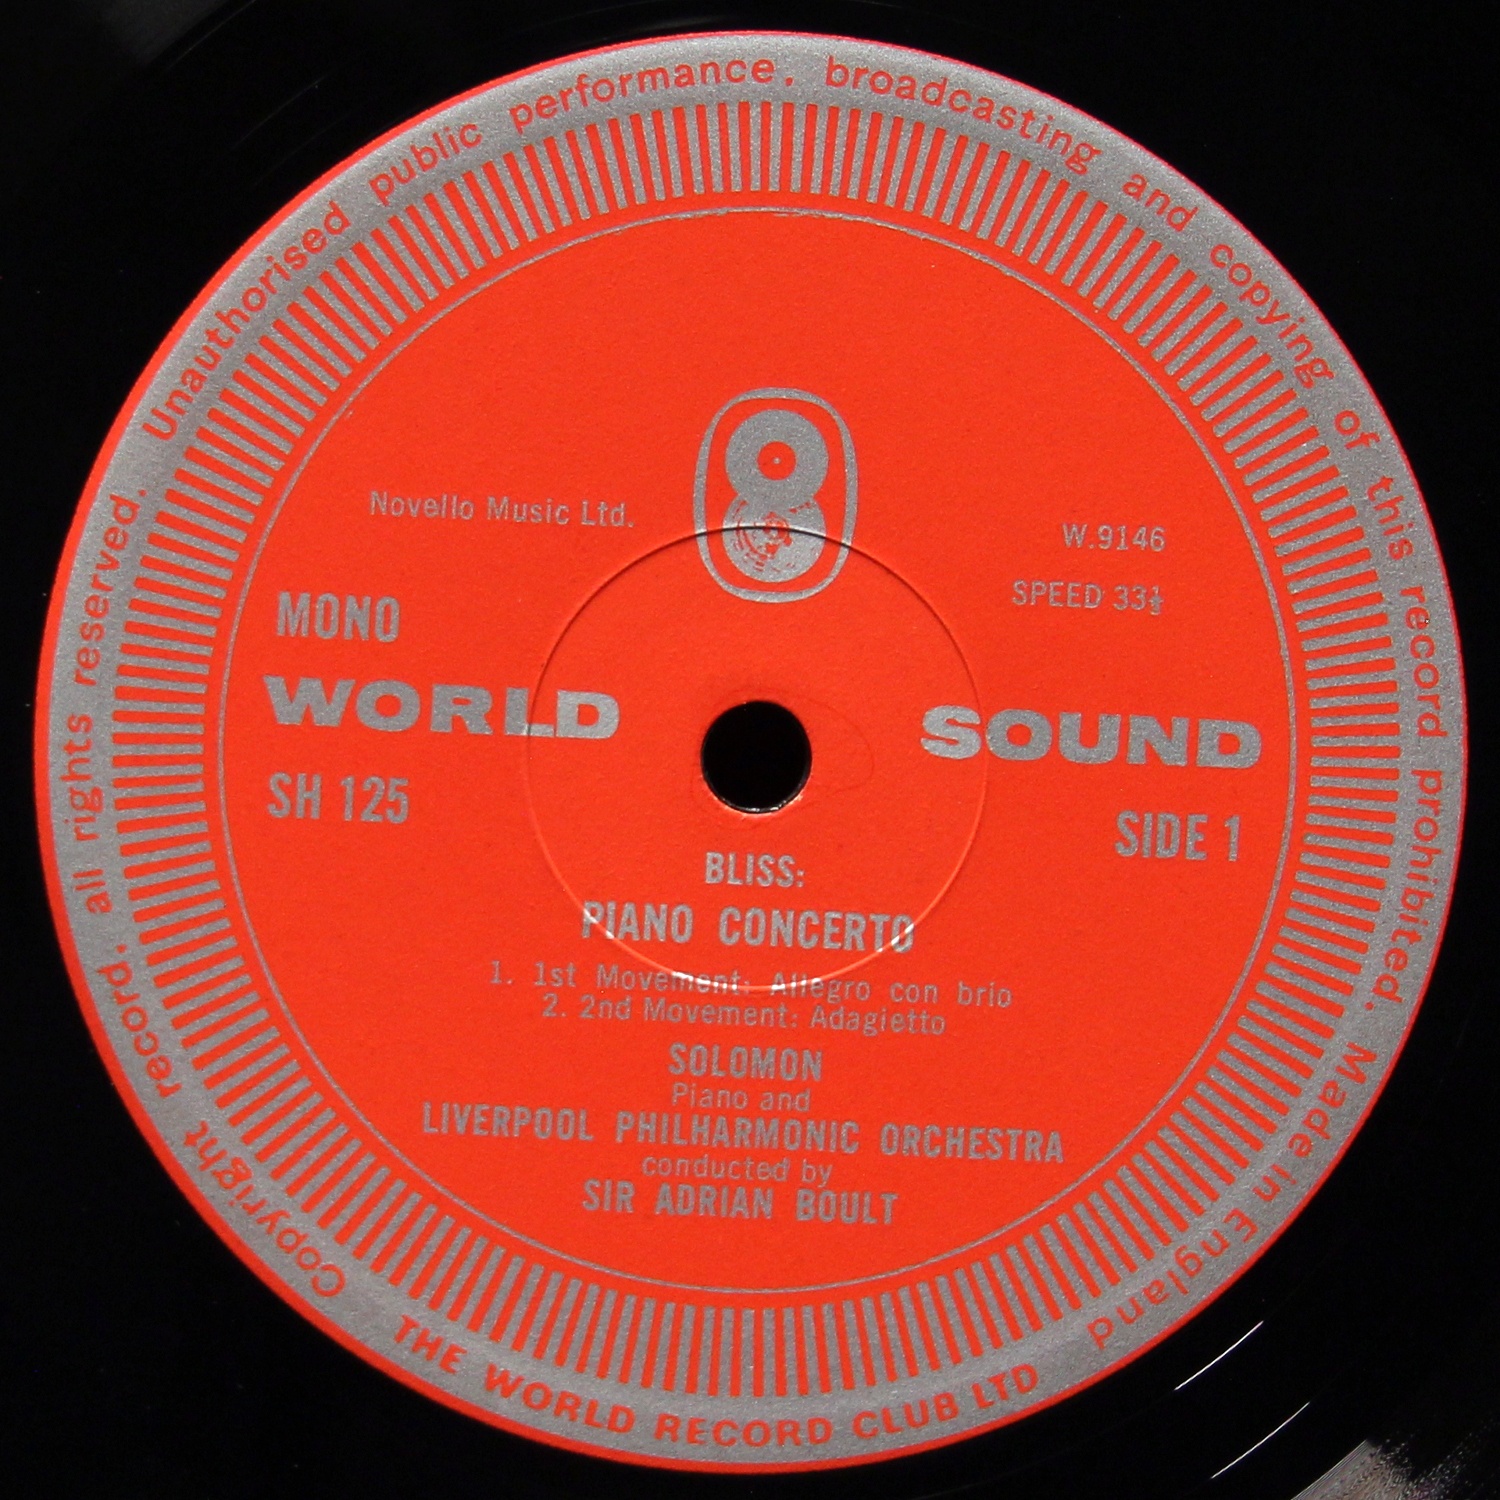 Copyright record. all rights reserved. Unauthorised public performance. broadcasting and copying of this record prohibited. Made in England
THE WORLD RECORD CLUB LTD
Novello Music Ltd.
W.9146
SPEED 33⅓
MONO
WORLD SOUND
SH 125
SIDE 1
BLISS:
PIANO CONCERTO
1. 1st Movement: Allegro con brio
2. 2nd Movement: Adagietto
SOLOMON
Piano and
LIVERPOOL PHILHARMONIC ORCHESTRA
conducted by
SIR ADRIAN BOULT